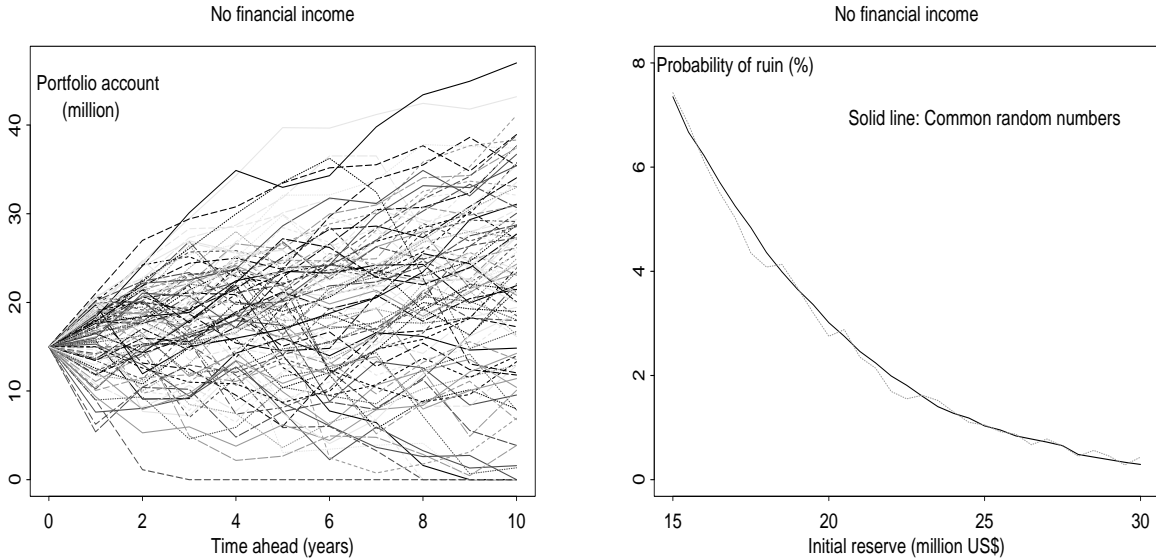 No financial income
Portfolio account
(million)
40
30
20
10
0
0 2 4 6 8 10
Time ahead (years)
No financial income
Probability of ruin (%)
Solid line: Common random numbers
8
6
4
2
0
15 20 25 30
Initial reserve (million US$)